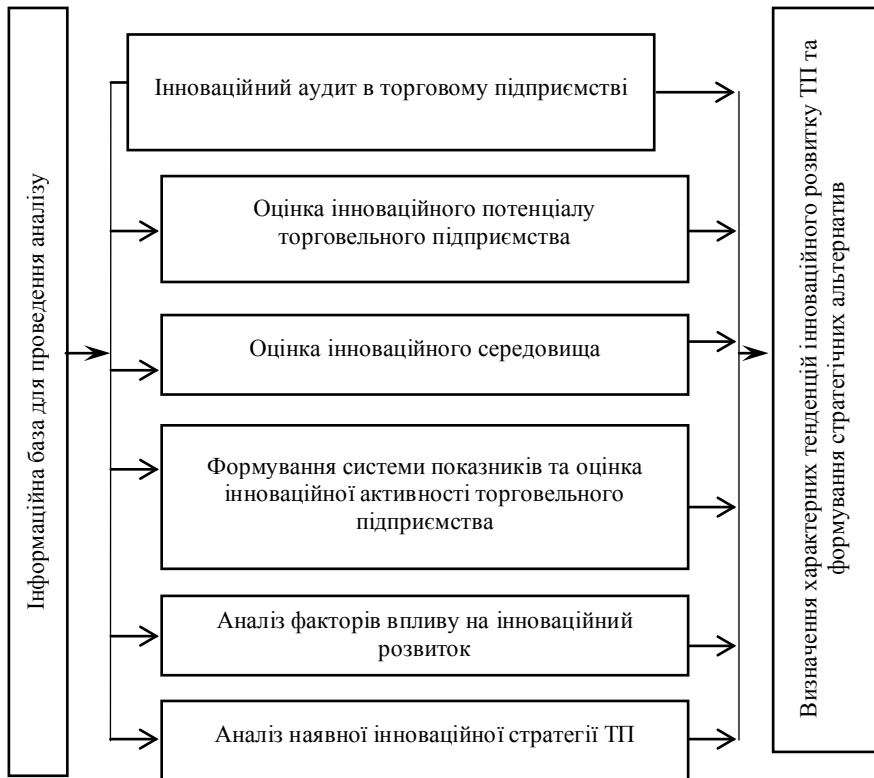 Інформаційна база для проведення аналізу
Інноваційний аудит в торговому підприємстві
Оцінка інноваційного потенціалу
торговельного підприємства
Оцінка інноваційного середовища
Формування системи показників та оцінка
інноваційної активності торговельного
підприємства
Аналіз факторів впливу на інноваційний
розвиток
Аналіз наявної інноваційної стратегії ТП
Визначення характерних тенденцій інноваційного розвитку ТП та
формування стратегічних альтернатив